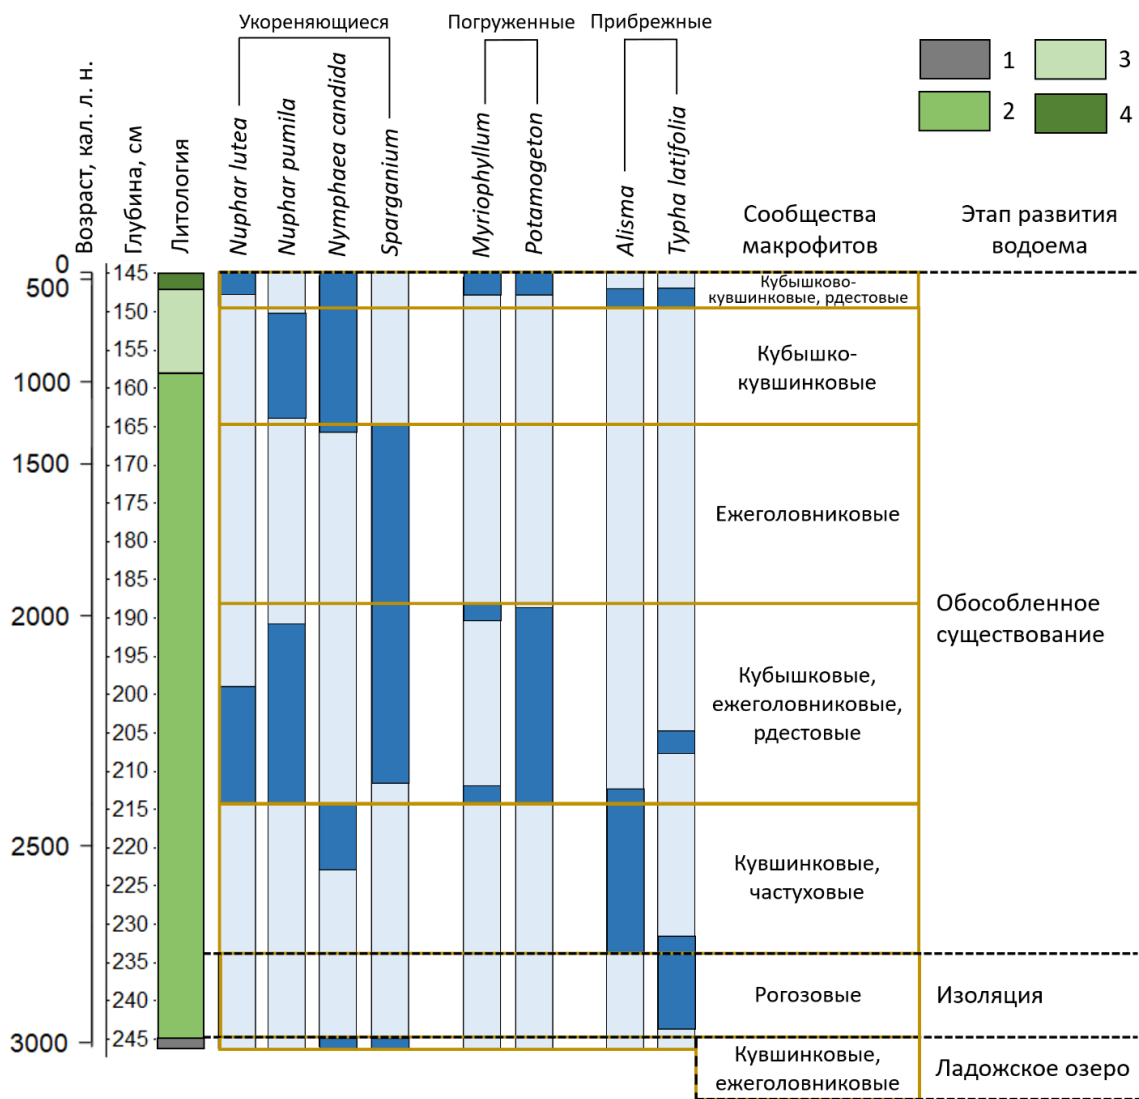 Укореняющиеся
Погруженные
Прибрежные
1
3
2
4
Возраст, кал. л. н.
Глубина, см
Литология
Nuphar lutea
Nuphar pumila
Nymphaea candida
Sparganium
Myriophyllum
Potamogeton
Alisma
Typha latifolia
Сообщества
макрофитов
Этап развития
водоема
0
500
1000
1500
2000
2500
3000
145
150
155
160
165
170
175
180
185
190
195
200
205
210
215
220
225
230
235
240
245
Кубышково-
кувшинковые, рдестовые
Кубышко-
кувшинковые
Ежеголовниковые
Кубышковые,
ежеголовниковые,
рдестовые
Кувшинковые,
частуховые
Рогозовые
Кувшинковые,
ежеголовниковые
Обособленное
существование
Изоляция
Ладожское озеро